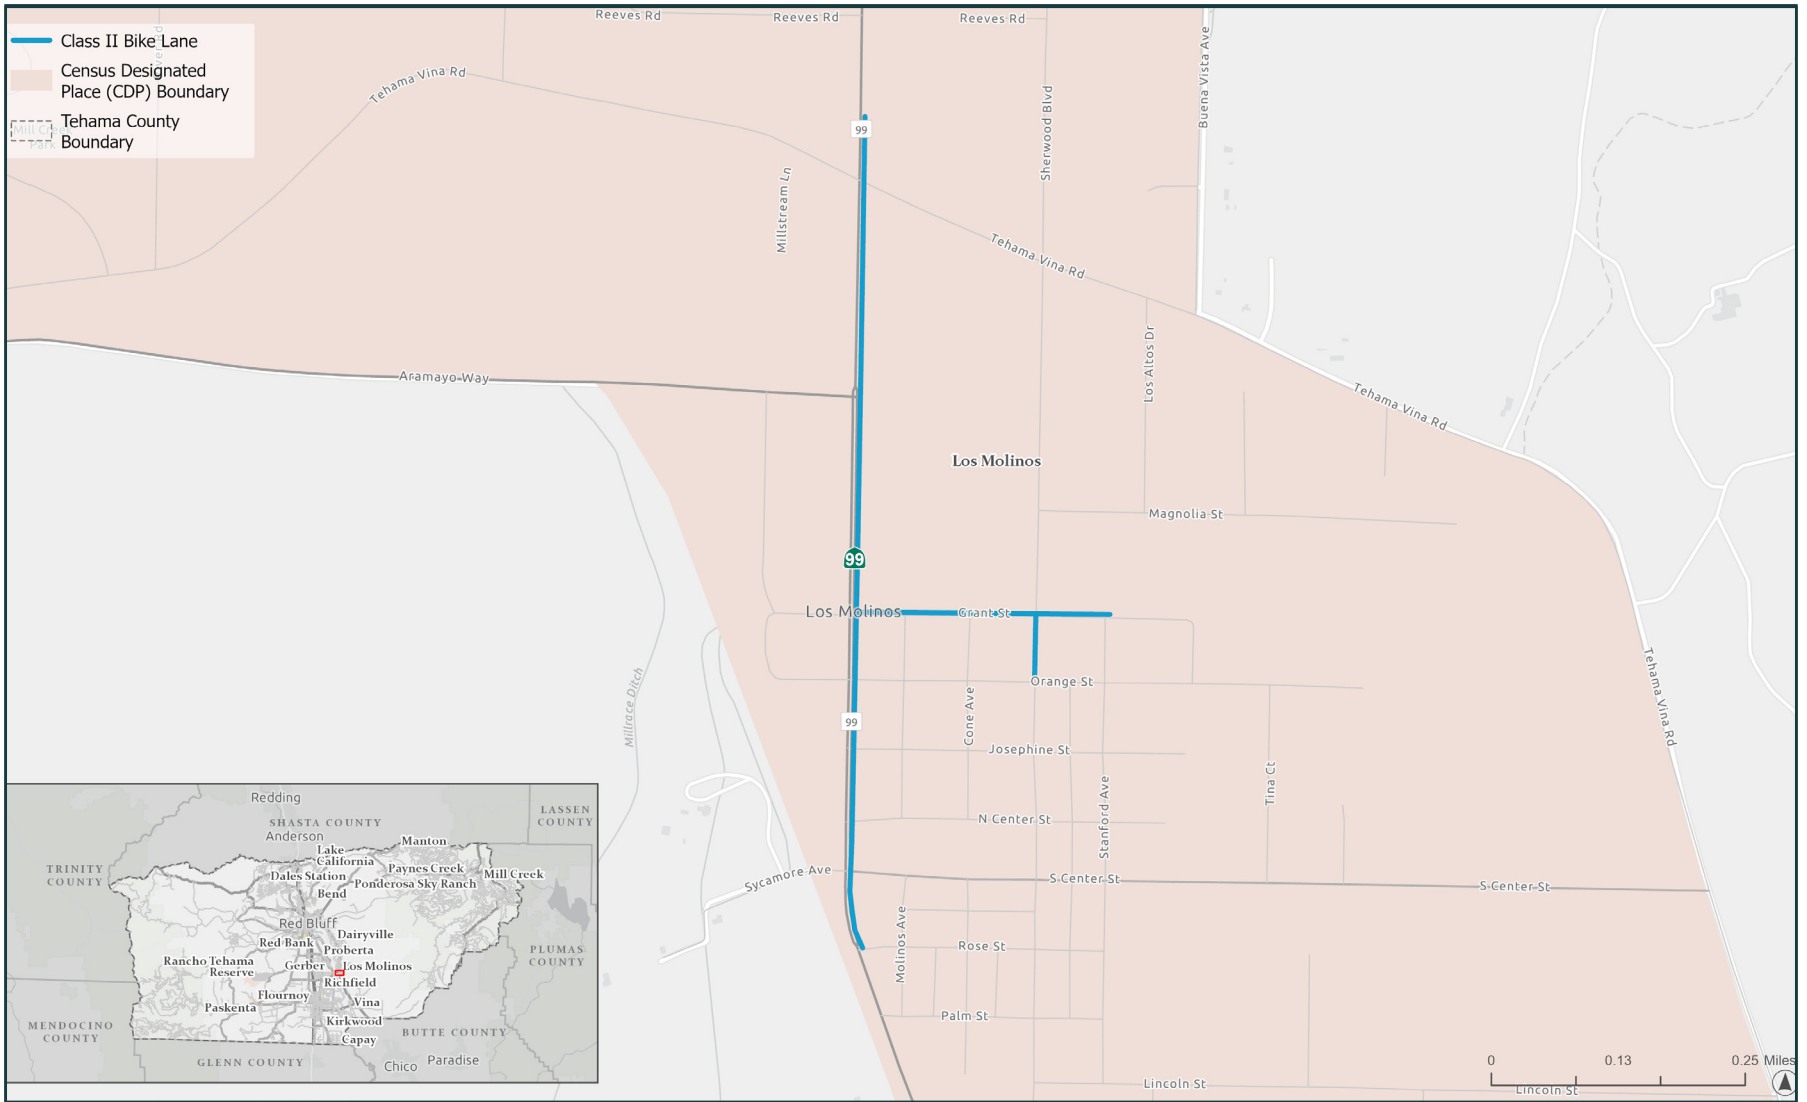 Reeves Rd
Reeves Rd
Reeves Rd
Class II Bike Lane
Census Designated
Place (CDP) Boundary
Tehama County
Boundary
Mill Creek
Park
Tehama Vina Rd
Buena Vista Ave
Sherwood Blvd
99
Millstream Ln
Tehama Vina Rd
Los Altos Dr
Aramayo Way
Tehama Vina Rd
Los Molinos
Magnolia St
99
Los Molinos
Grant St
Orange St
Tehama Vina Rd
Millrace Ditch
Cone Ave
99
Josephine St
Tina Ct
Stanford Ave
N Center St
Sycamore Ave
S Center St
S Center St
Molinos Ave
Rose St
Palm St
Lincoln St
Lincoln St
0
0.13
0.25 Miles
Redding
SHASTA COUNTY
LASSEN
COUNTY
Anderson
Manton
Lake
California
TRINITY
COUNTY
Dales Station
Paynes Creek
Mill Creek
Ponderosa Sky Ranch
Bend
Red Bluff
Dairyville
Red Bank
Proberta
PLUMAS
COUNTY
Rancho Tehama
Reserve
Gerber
Los Molinos
Richfield
Flournoy
Vina
Paskenta
Kirkwood
MENDOCINO
COUNTY
BUTTE COUNTY
Capay
GLENN COUNTY
Chico
Paradise